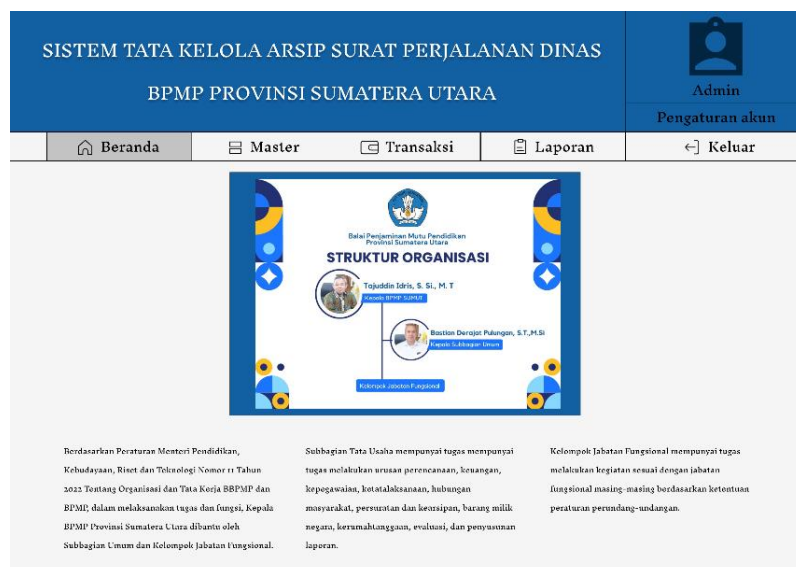 SISTEM TATA KELOLA ARSIP SURAT PERJALANAN DINAS
BPMP PROVINSI SUMATERA UTARA
Admin
Pengaturan akun
Beranda
Master
Transaksi
Laporan
Keluar
Balai Penjaminan Mutu Pendidikan
Provinsi Sumatera Utara
STRUKTUR ORGANISASI
Tajuddin Idris, S. Si., M. T
Kepala BPMP SUMUT
Bastian Derajat Pulungan, S.T.,M.Si
Kepala Subbagian Umum
Kelompok Jabatan Fungsional
Berdasarkan Peraturan Menteri Pendidikan,
Kebudayaan, Riset dan Teknologi Nomor 11 Tahun
2022 Tentang Organisasi dan Tata Kerja BBPMP dan
BPMP, dalam melaksanakan tugas dan fungsi, Kepala
BPMP Provinsi Sumatera Utara dibantu oleh
Subbagian Umum dan Kelompok Jabatan Fungsional.
Subbagian Tata Usaha mempunyai tugas mempunyai
tugas melakukan urusan perencanaan, keuangan,
kepegawaian, ketatalaksanaan, hubungan
masyarakat, persuratan dan kearsipan, barang milik
negara, kerumahtanggaan, evaluasi, dan penyusunan
laporan.
Kelompok Jabatan Fungsional mempunyai tugas
melakukan kegiatan sesuai dengan jabatan
fungsional masing-masing berdasarkan ketentuan
peraturan perundang-undangan.